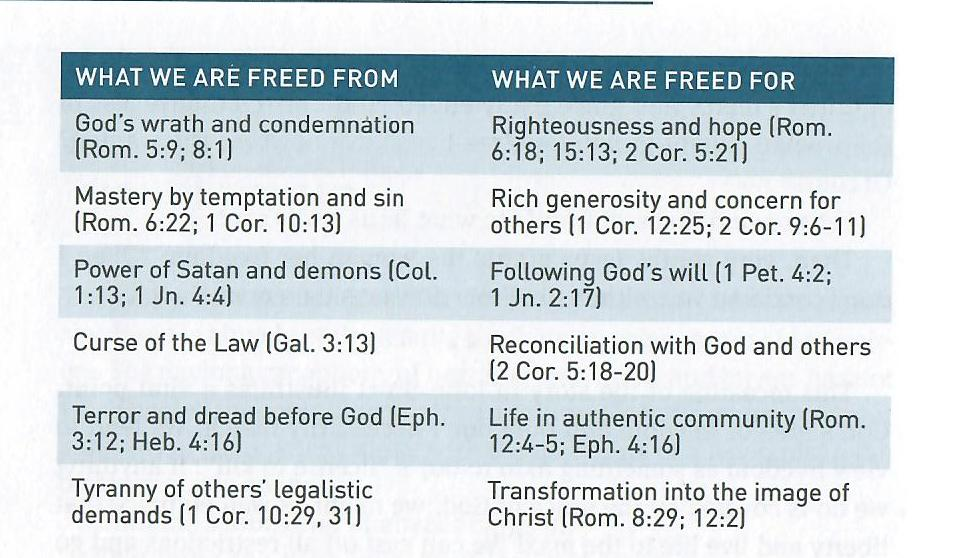 WHAT WE ARE FREED FROM
WHAT WE ARE FREED FOR
God's wrath and condemnation
(Rom. 5:9; 8:1)
Righteousness and hope (Rom.
6:18; 15:13; 2 Cor. 5:21)
Mastery by temptation and sin
(Rom. 6:22; 1 Cor. 10:13)
Rich generosity and concern for
others (1 Cor. 12:25; 2 Cor. 9:6-11)
Power of Satan and demons (Col.
1:13; 1 Jn. 4:4)
Following God's will (1 Pet. 4:2;
1 Jn. 2:17)
Curse of the Law (Gal. 3:13)
Reconciliation with God and others
(2 Cor. 5:18-20)
Terror and dread before God (Eph.
3:12; Heb. 4:16)
Life in authentic community (Rom.
12:4-5; Eph. 4:16)
Tyranny of others' legalistic
demands (1 Cor. 10:29, 31)
Transformation into the image of
Christ (Rom. 8:29; 12:2)